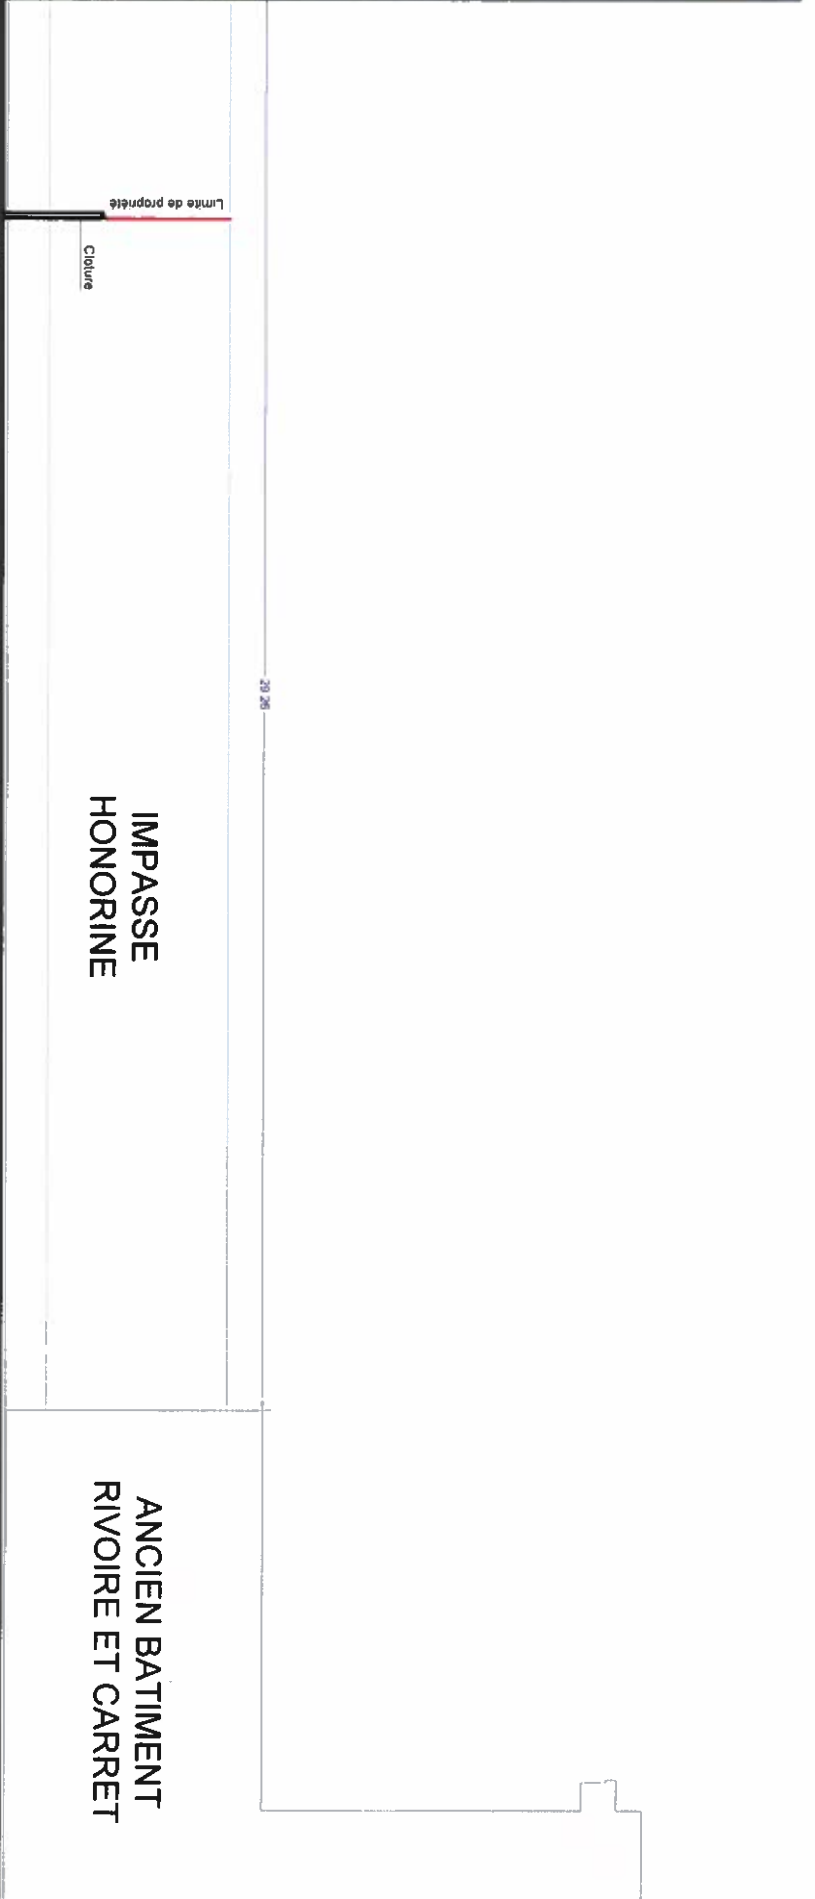 Limite de propriété
Cloture
29 26
IMPASSE
HONORINE
ANCIEN BATIMENT
RIVOIRE ET CARRET